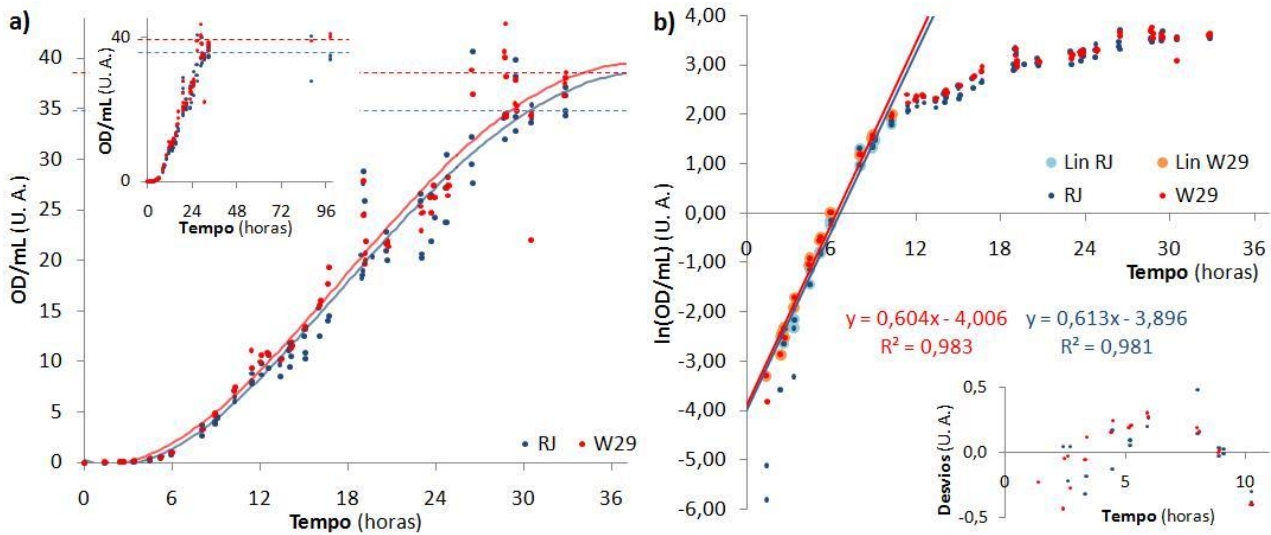 a)
OD/mL (U. A.)
40
35
30
25
20
15
10
5
0
0 6 12 18 24 30 36
Tempo (horas)
RJ W29
OD/mL (U. A.)
40
0
0 24 48 72 96
Tempo (horas)
b)
ln(OD/mL) (U. A.)
4,00
3,00
2,00
1,00
0,00
-1,00
-2,00
-3,00
-4,00
-5,00
-6,00
0 12 24 36
Tempo (horas)
Lin RJ Lin W29
RJ W29
y = 0,604x - 4,006 y = 0,613x - 3,896
R² = 0,983 R² = 0,981
Desvios (U. A.)
0,5
0,0
-0,5
0 5 10
Tempo (horas)